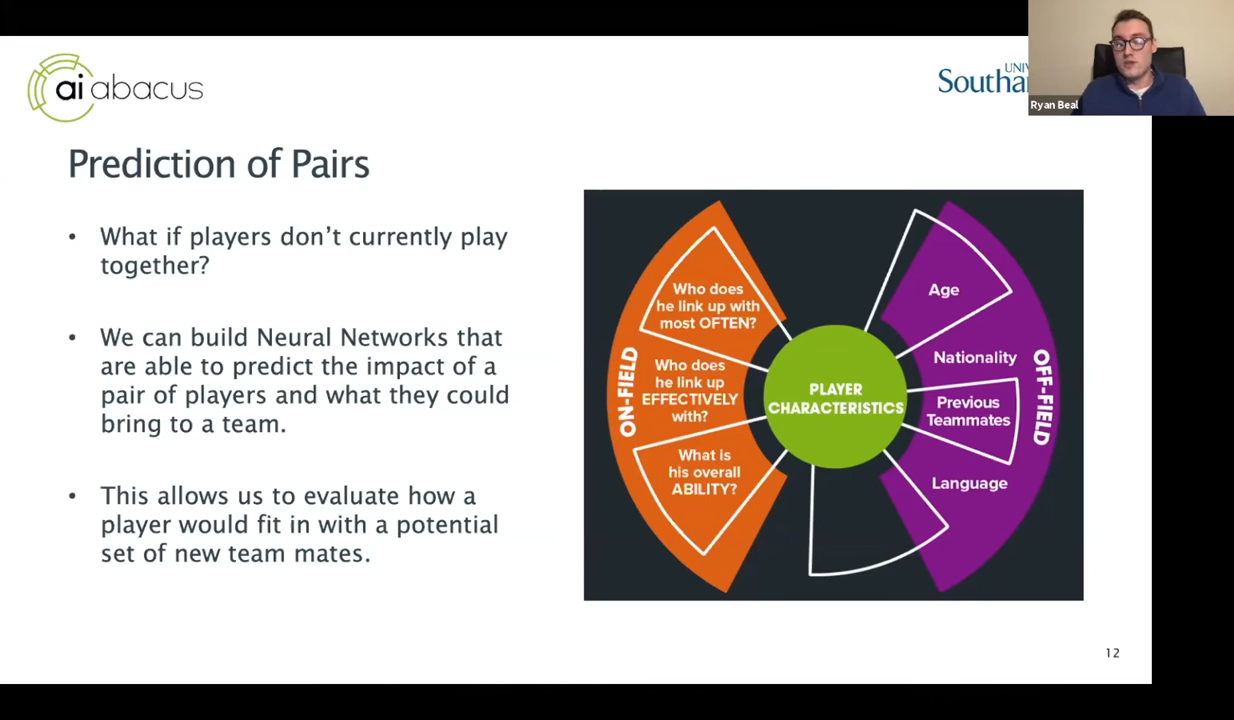 ai abacus
Southa
Ryan Beal
Prediction of Pairs
• What if players don’t currently play
together?
• We can build Neural Networks that
are able to predict the impact of a
pair of players and what they could
bring to a team.
• This allows us to evaluate how a
player would fit in with a potential
set of new team mates.
ON-FIELD
Who does
he link up with
most OFTEN?
Who does
he link up
EFFECTIVELY
with?
What is
his overall
ABILITY?
PLAYER
CHARACTERISTICS
Age
Nationality
Previous
Teammates
Language
OFF-FIELD
12